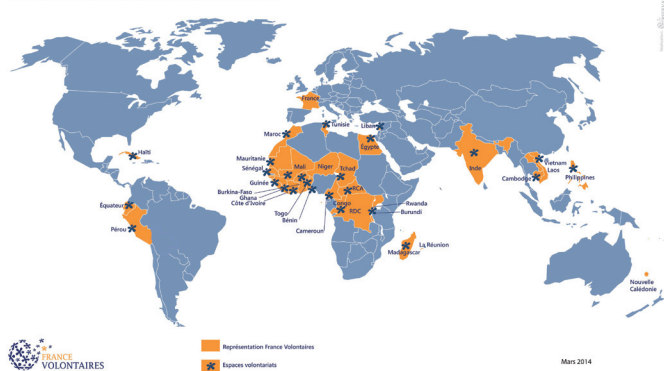 France
Tunisie
Liban
Maroc
Égypte
Haïti
Mauritanie
Sénégal
Mali
Niger
Tchad
Inde
Vietnam
Laos
Cambodge
Philippines
Guinée
Burkina-Faso
Ghana
Côte d'Ivoire
Togo
Bénin
Cameroun
RCA
Congo
RDC
Rwanda
Burundi
Équateur
Pérou
La Réunion
Madagascar
Nouvelle
Calédonie
Représentation France Volontaires
Espaces volontariats
FRANCE
VOLONTAIRES
Mars 2014